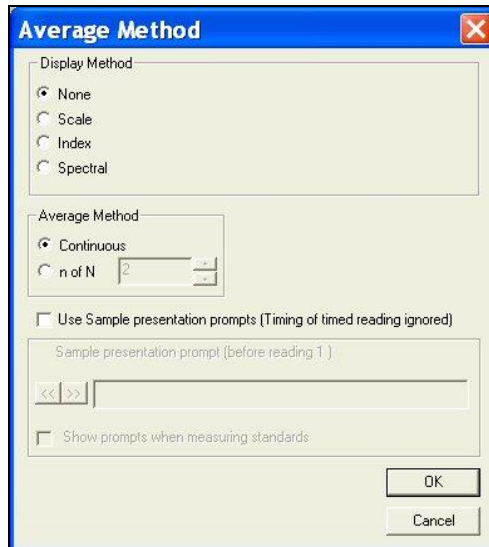 Average Method
Display Method
None
Scale
Index
Spectral
Average Method
Continuous
n of N 2
Use Sample presentation prompts (Timing of timed reading ignored)
Sample presentation prompt (before reading 1 )
<< >>
Show prompts when measuring standards
OK
Cancel